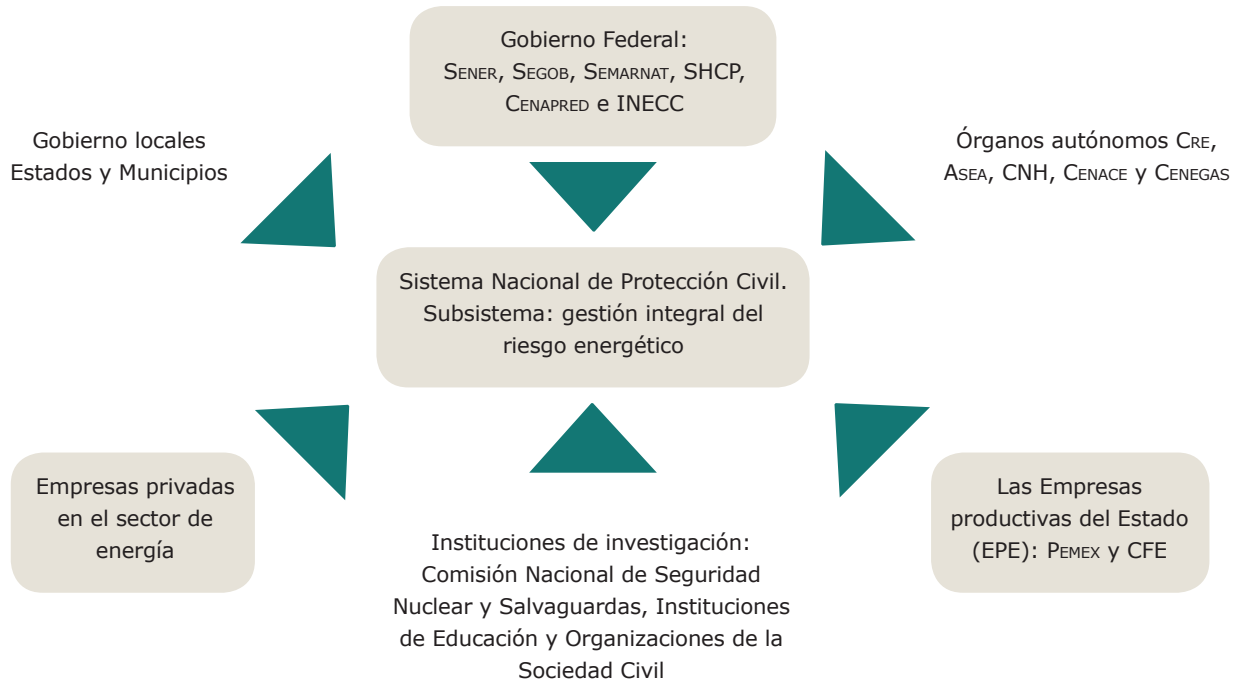 Gobierno Federal:
SENER, SEGOB, SEMARNAT, SHCP,
CENAPRED e INECC
Gobierno locales
Estados y Municipios
Órganos autónomos CRE,
ASEA, CNH, CENACE y CENEGAS
Sistema Nacional de Protección Civil.
Subsistema: gestión integral del
riesgo energético
Empresas privadas
en el sector de
energía
Instituciones de investigación:
Comisión Nacional de Seguridad
Nuclear y Salvaguardas, Instituciones
de Educación y Organizaciones de la
Sociedad Civil
Las Empresas
productivas del Estado
(EPE): PEMEX y CFE